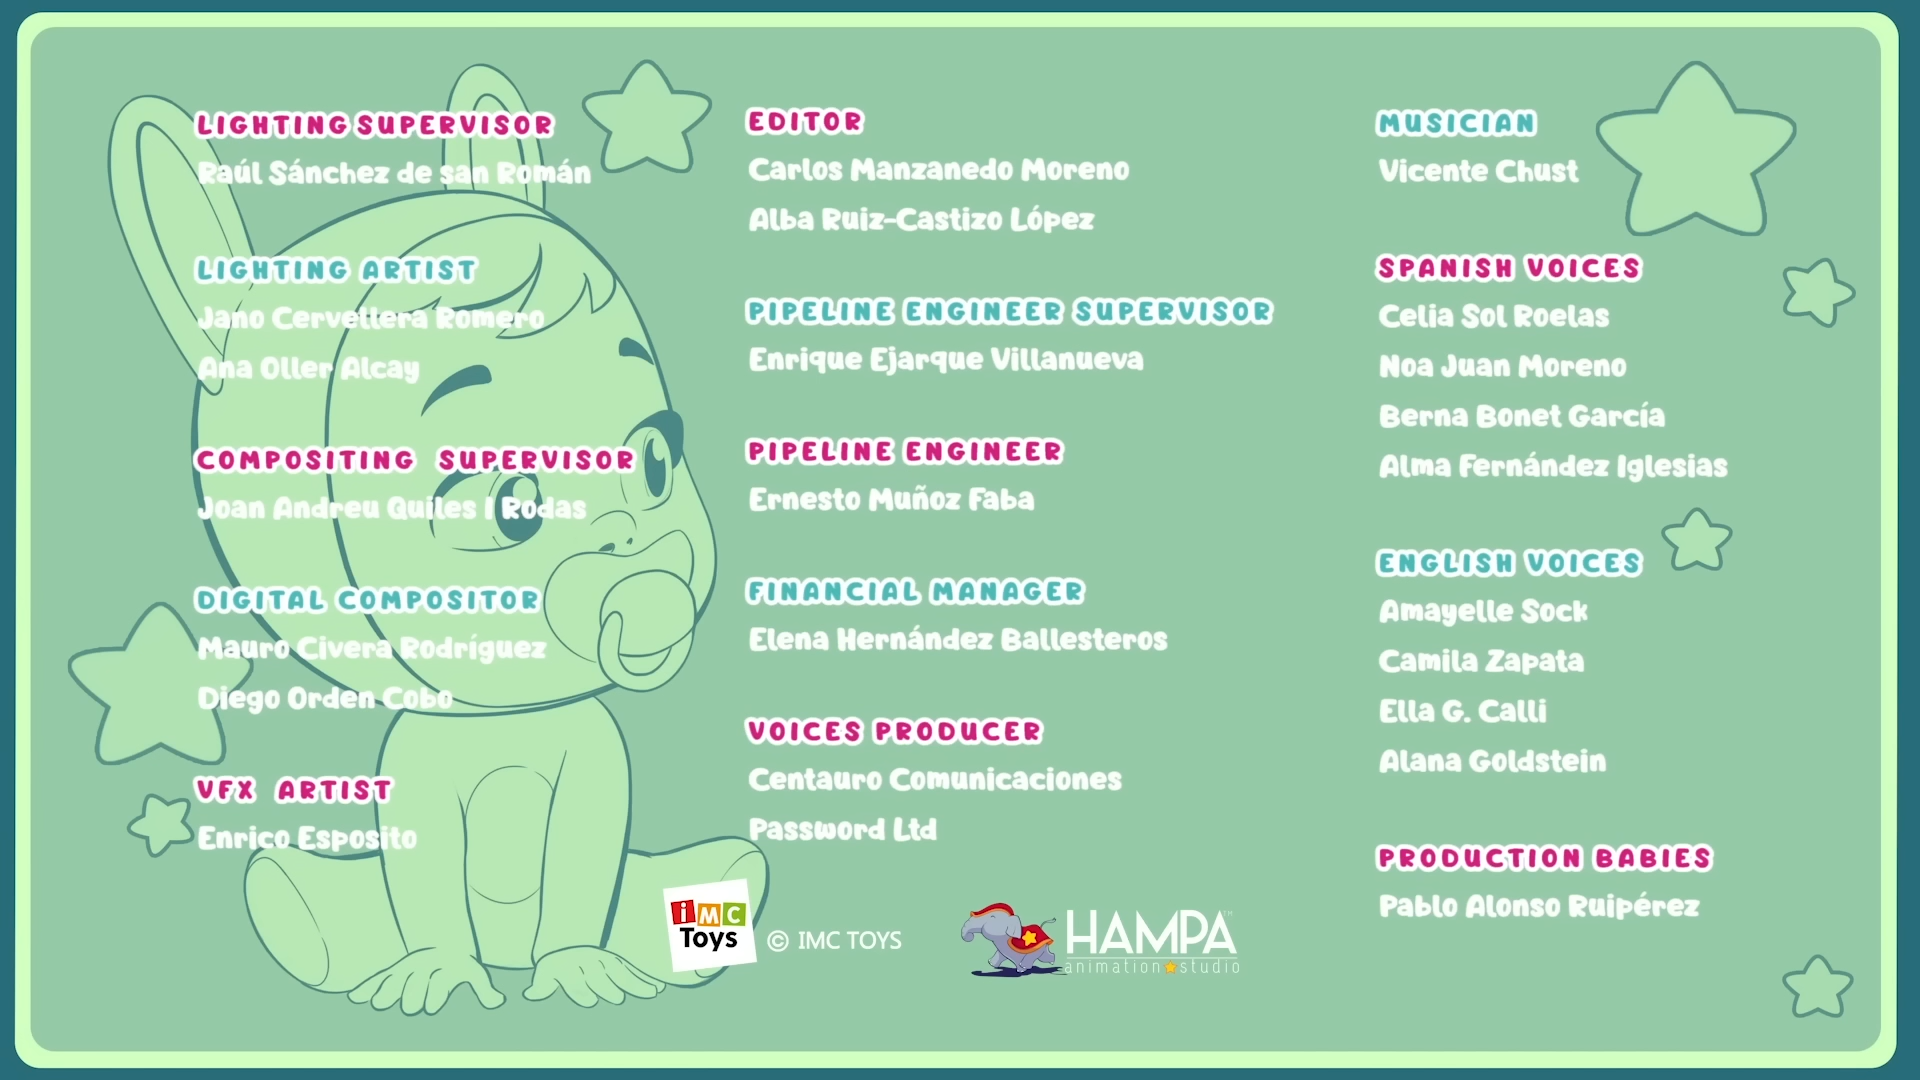 LIGHTING SUPERVISOR
Raúl Sánchez de san Román
LIGHTING ARTIST
Jano Cervellera Romero
Ana Oller Alcay
COMPOSITING SUPERVISOR
Joan Andreu Quiles I Rodas
DIGITAL COMPOSITOR
Mauro Civera Rodríguez
Diego Orden Cobo
VFX ARTIST
Enrico Esposito
EDITOR
Carlos Manzanedo Moreno
Alba Ruiz-Castizo López
PIPELINE ENGINEER SUPERVISOR
Enrique Ejarque Villanueva
PIPELINE ENGINEER
Ernesto Muñoz Faba
FINANCIAL MANAGER
Elena Hernández Ballesteros
VOICES PRODUCER
Centauro Comunicaciones
Password Ltd
MUSICIAN
Vicente Chust
SPANISH VOICES
Celia Sol Roelas
Noa Juan Moreno
Berna Bonet García
Alma Fernández Iglesias
ENGLISH VOICES
Amayelle Sock
Camila Zapata
Ella G. Calli
Alana Goldstein
PRODUCTION BABIES
Pablo Alonso Ruipérez
iMC
Toys
© IMC TOYS
HAMPA™
animation studio